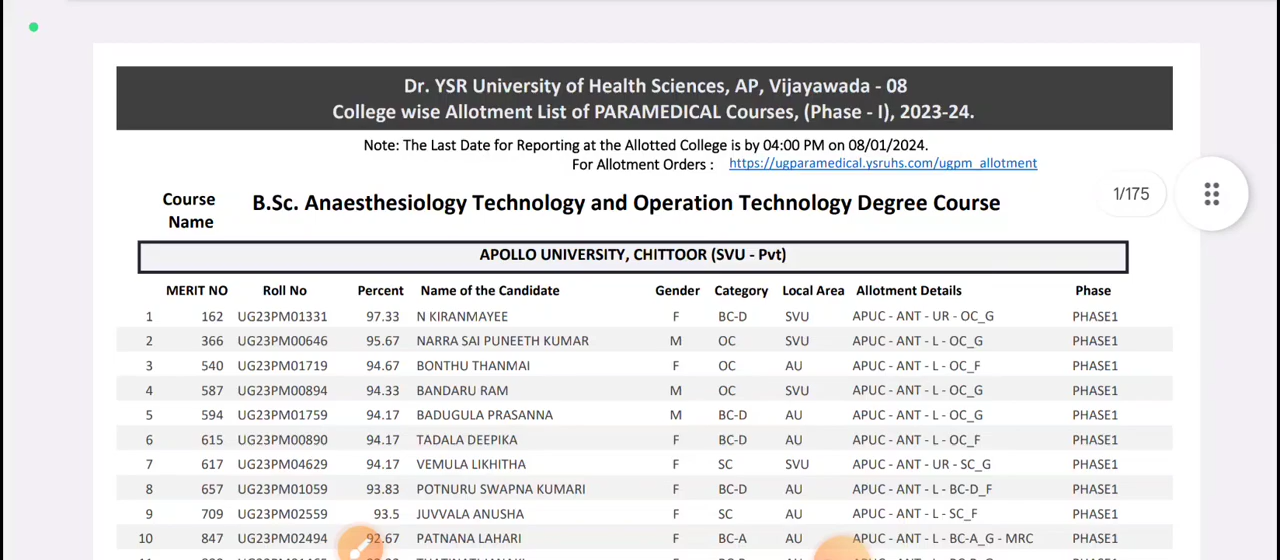 Dr. YSR University of Health Sciences, AP, Vijayawada - 08
College wise Allotment List of PARAMEDICAL Courses, (Phase - I), 2023-24.
Note: The Last Date for Reporting at the Allotted College is by 04:00 PM on 08/01/2024.
For Allotment Orders : https://ugparamedical.ysruhs.com/ugpm_allotment
1/175
Course Name B.Sc. Anaesthesiology Technology and Operation Technology Degree Course
APOLLO UNIVERSITY, CHITTOOR (SVU - Pvt)
MERIT NO Roll No Percent Name of the Candidate Gender Category Local Area Allotment Details Phase
1 162 UG23PM01331 97.33 N KIRANMAYEE F BC-D SVU APUC - ANT - UR - OC_G PHASE1
2 366 UG23PM00646 95.67 NARRA SAI PUNEETH KUMAR M OC SVU APUC - ANT - L - OC_G PHASE1
3 540 UG23PM01719 94.67 BONTHU THANMAI F OC AU APUC - ANT - L - OC_F PHASE1
4 587 UG23PM00894 94.33 BANDARU RAM M OC SVU APUC - ANT - L - OC_G PHASE1
5 594 UG23PM01759 94.17 BADUGULA PRASANNA M BC-D AU APUC - ANT - L - OC_G PHASE1
6 615 UG23PM00890 94.17 TADALA DEEPIKA F BC-D AU APUC - ANT - L - OC_F PHASE1
7 617 UG23PM04629 94.17 VEMULA LIKHITHA F SC SVU APUC - ANT - UR - SC_G PHASE1
8 657 UG23PM01059 93.83 POTNURU SWAPNA KUMARI F BC-D AU APUC - ANT - L - BC-D_F PHASE1
9 709 UG23PM02559 93.5 JUVVALA ANUSHA F SC AU APUC - ANT - L - SC_F PHASE1
10 847 UG23PM02494 92.67 PATNANA LAHARI F BC-A AU APUC - ANT - L - BC-A_G - MRC PHASE1